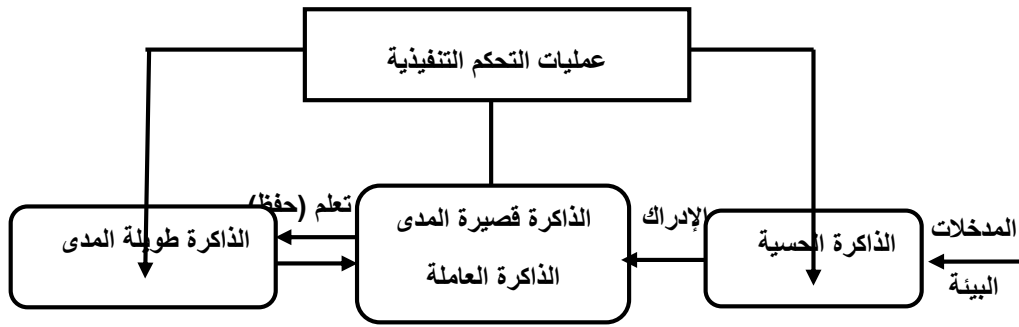 عمليات التحكم التنفيذية
المدخلات
البيئة
الذاكرة الحسية
الإدراك
الذاكرة قصيرة المدى
الذاكرة العاملة
تعلم (حفظ)
الذاكرة طويلة المدى